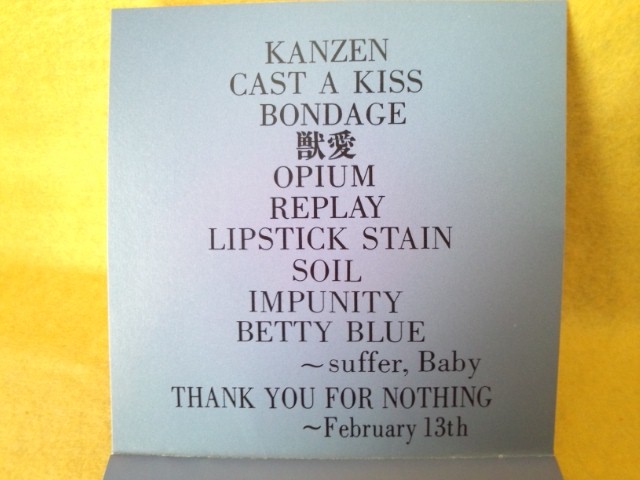 KANZEN
CAST A KISS
BONDAGE
獣愛
OPIUM
REPLAY
LIPSTICK STAIN
SOIL
IMPUNITY
BETTY BLUE
～suffer, Baby
THANK YOU FOR NOTHING
～February 13th